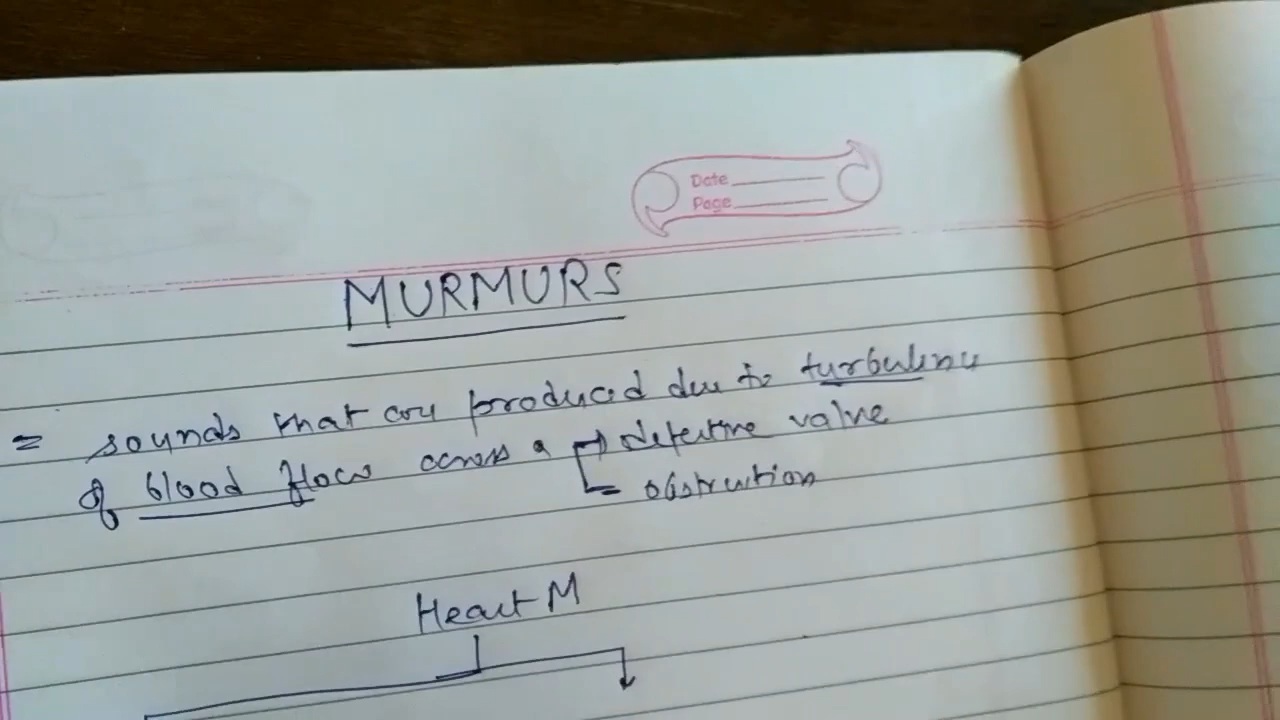 Date
Page
MURMURS
= sounds that are produced due to turbulence
of blood flow across a → defective valve
= obstruction
Heart M